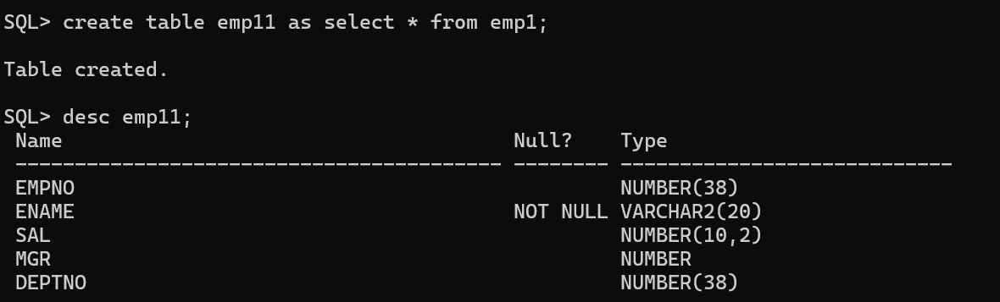 SQL> create table emp11 as select * from emp1;
Table created.
SQL> desc emp11;
Name Null? Type
----------------------------------------- -------- ----------------------------
EMPNO NUMBER(38)
ENAME NOT NULL VARCHAR2(20)
SAL NUMBER(10,2)
MGR NUMBER
DEPTNO NUMBER(38)